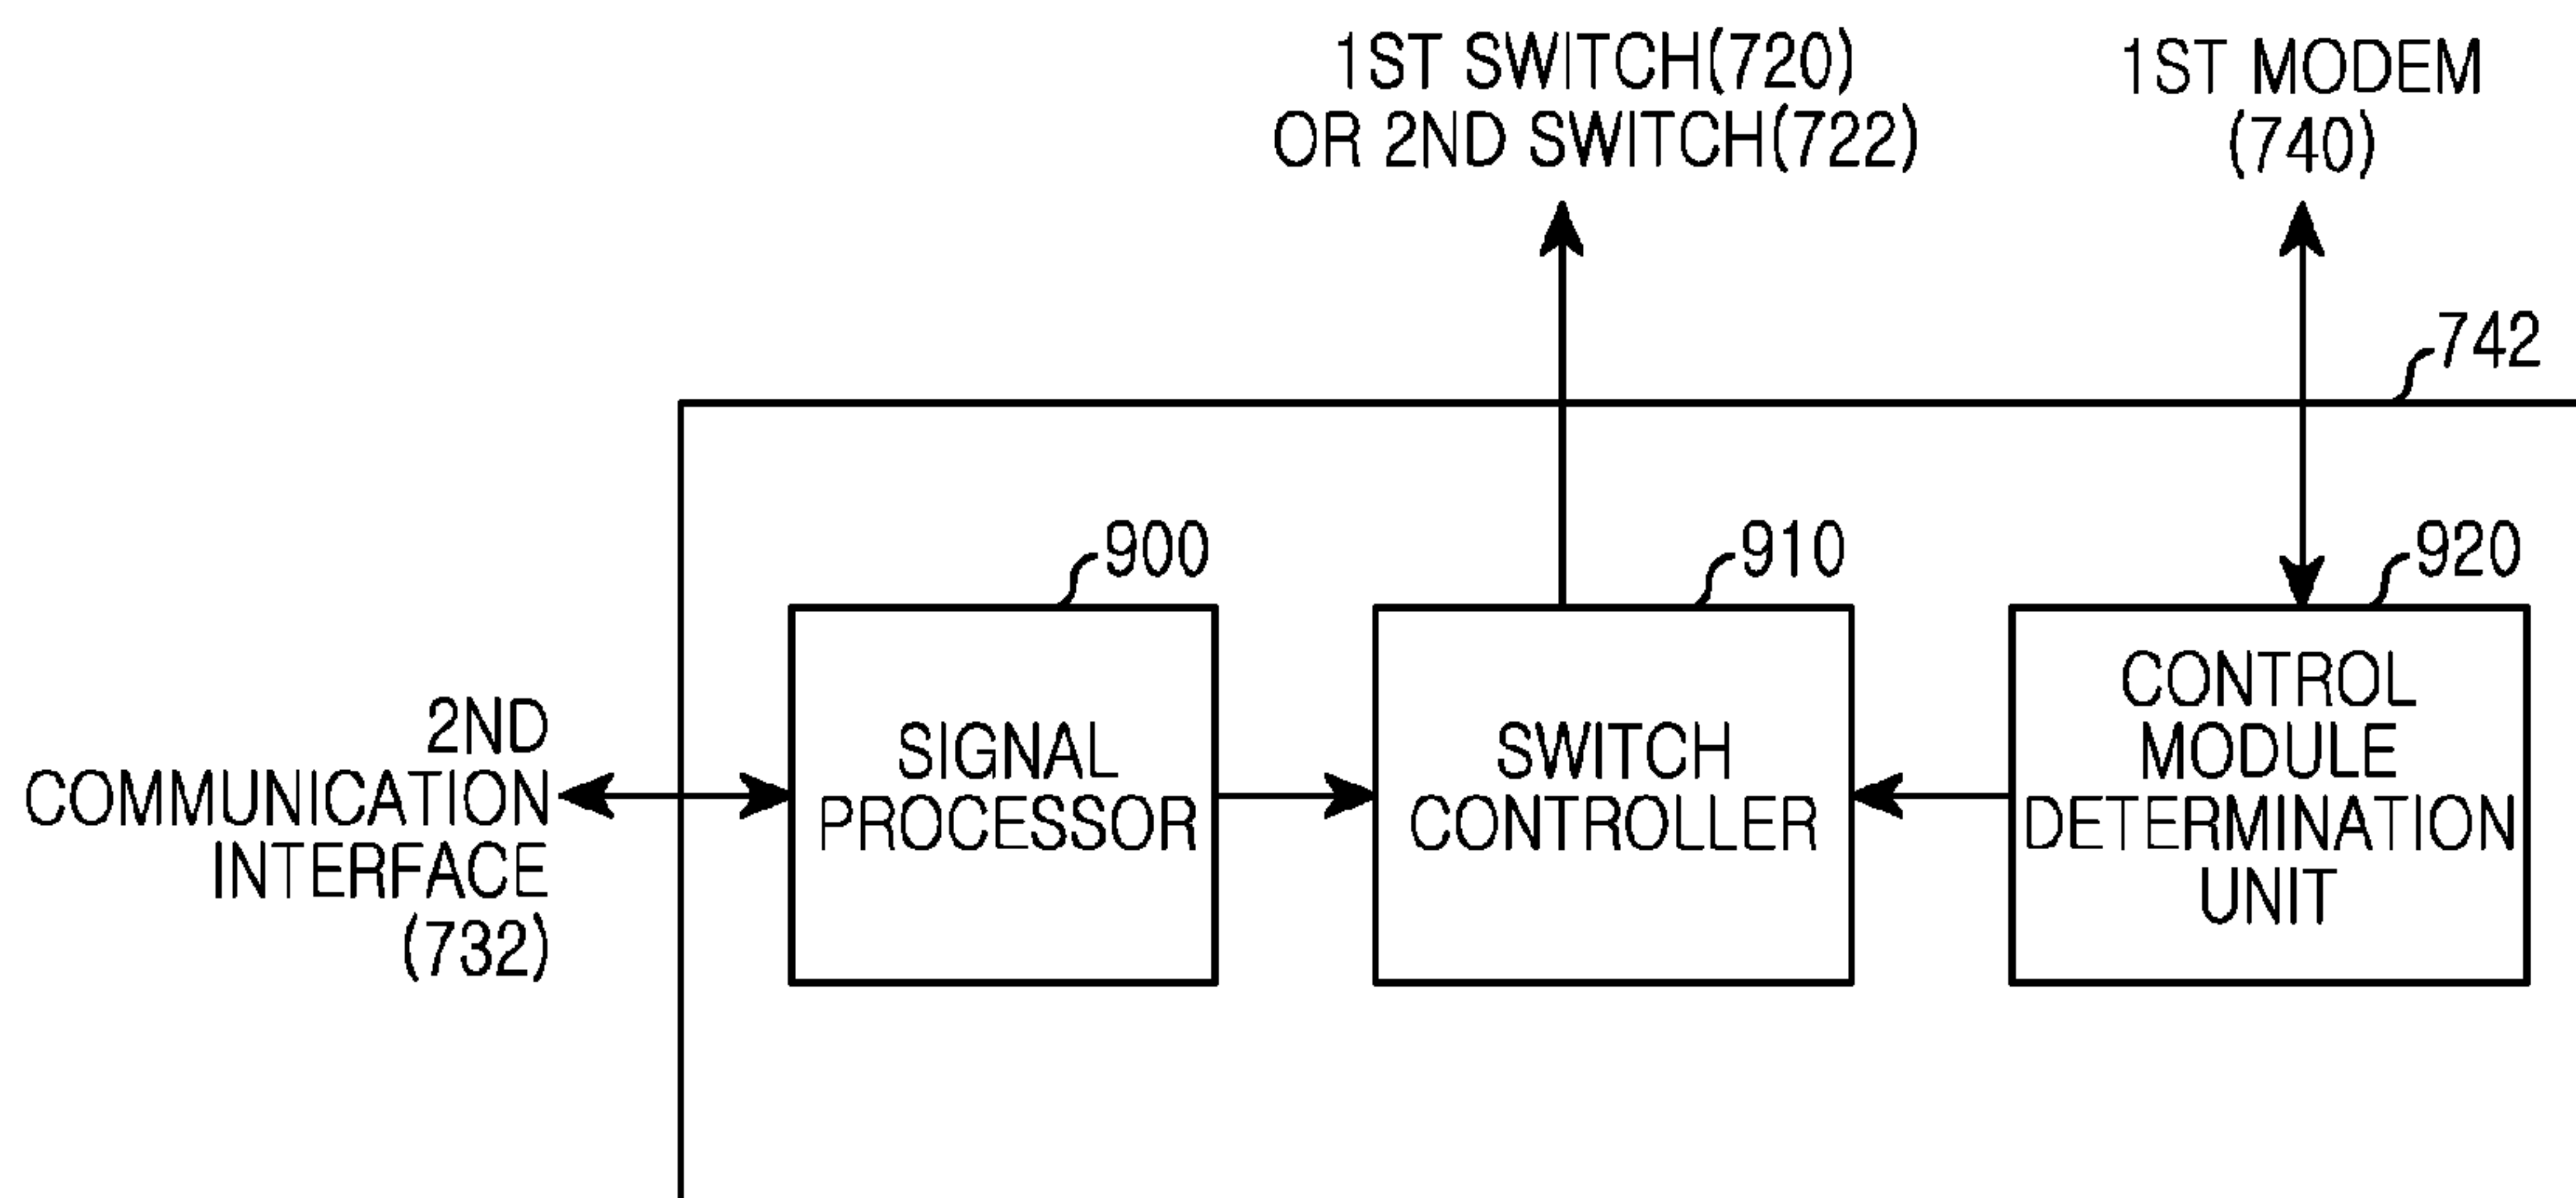 1ST SWITCH(720)
OR 2ND SWITCH(722)
1ST MODEM
(740)
742
900
910
920
2ND
COMMUNICATION
INTERFACE
(732)
SIGNAL
PROCESSOR
SWITCH
CONTROLLER
CONTROL
MODULE
DETERMINATION
UNIT